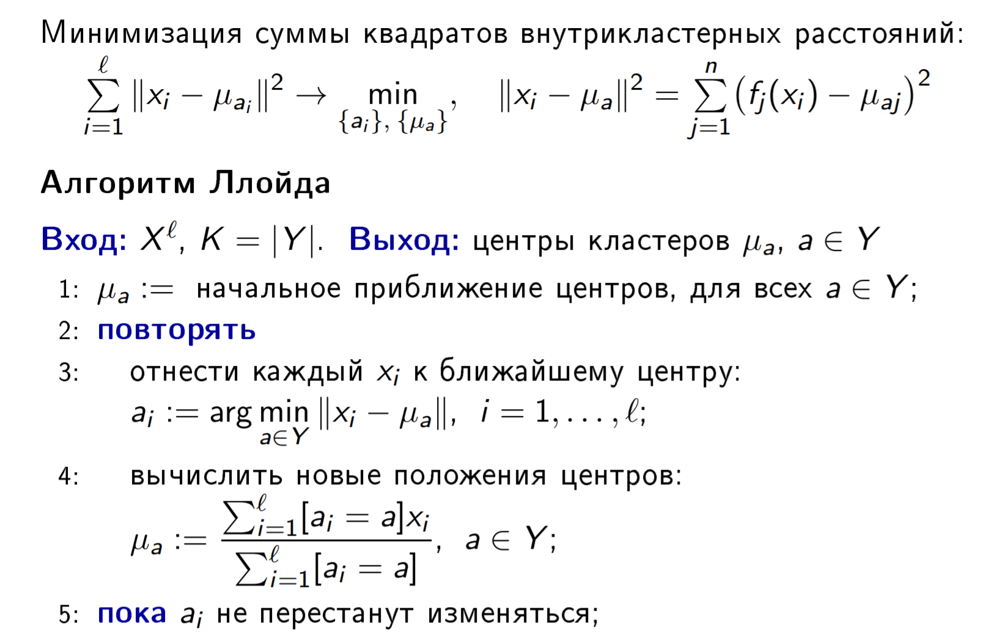 Минимизация суммы квадратов внутрикластерных расстояний:
$\sum_{i=1}^{\ell} \|x_i - \mu_{a_i}\|^2 \to \min_{\{a_i\}, \{\mu_a\}}, \quad \|x_i - \mu_a\|^2 = \sum_{j=1}^{n} (f_j(x_i) - \mu_{aj})^2$
Алгоритм Ллойда
Вход: $X^\ell$, $K = |Y|$. Выход: центры кластеров $\mu_a$, $a \in Y$
1: $\mu_a :=$ начальное приближение центров, для всех $a \in Y$;
2: повторять
3: отнести каждый $x_i$ к ближайшему центру:
$a_i := \arg\min_{a \in Y} \|x_i - \mu_a\|, \quad i = 1, \ldots, \ell;$
4: вычислить новые положения центров:
$\mu_a := \frac{\sum_{i=1}^{\ell} [a_i = a] x_i}{\sum_{i=1}^{\ell} [a_i = a]}, \quad a \in Y;$
5: пока $a_i$ не перестанут изменяться;